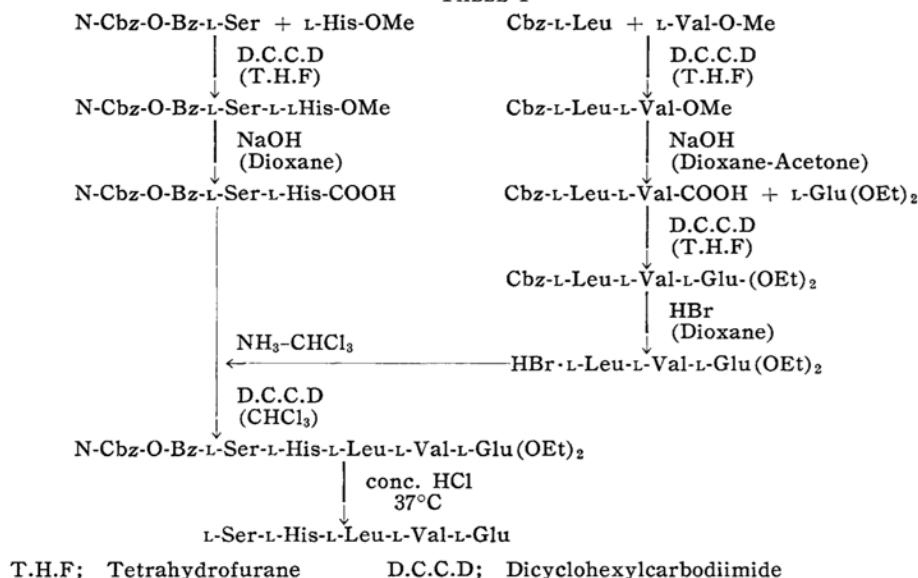 N-Cbz-O-Bz-L-Ser + L-His-OMe
D.C.C.D
(T.H.F)
N-Cbz-O-Bz-L-Ser-L-LHis-OMe
NaOH
(Dioxane)
N-Cbz-O-Bz-L-Ser-L-His-COOH
Cbz-L-Leu + L-Val-O-Me
D.C.C.D
(T.H.F)
Cbz-L-Leu-L-Val-OMe
NaOH
(Dioxane-Acetone)
Cbz-L-Leu-L-Val-COOH + L-Glu(OEt)₂
D.C.C.D
(T.H.F)
Cbz-L-Leu-L-Val-L-Glu-(OEt)₂
HBr
(Dioxane)
HBr·L-Leu-L-Val-L-Glu(OEt)₂
NH₃-CHCl₃
D.C.C.D
(CHCl₃)
N-Cbz-O-Bz-L-Ser-L-His-L-Leu-L-Val-L-Glu(OEt)₂
conc. HCl
37°C
L-Ser-L-His-L-Leu-L-Val-L-Glu
T.H.F; Tetrahydrofurane D.C.C.D; Dicyclohexylcarbodiimide